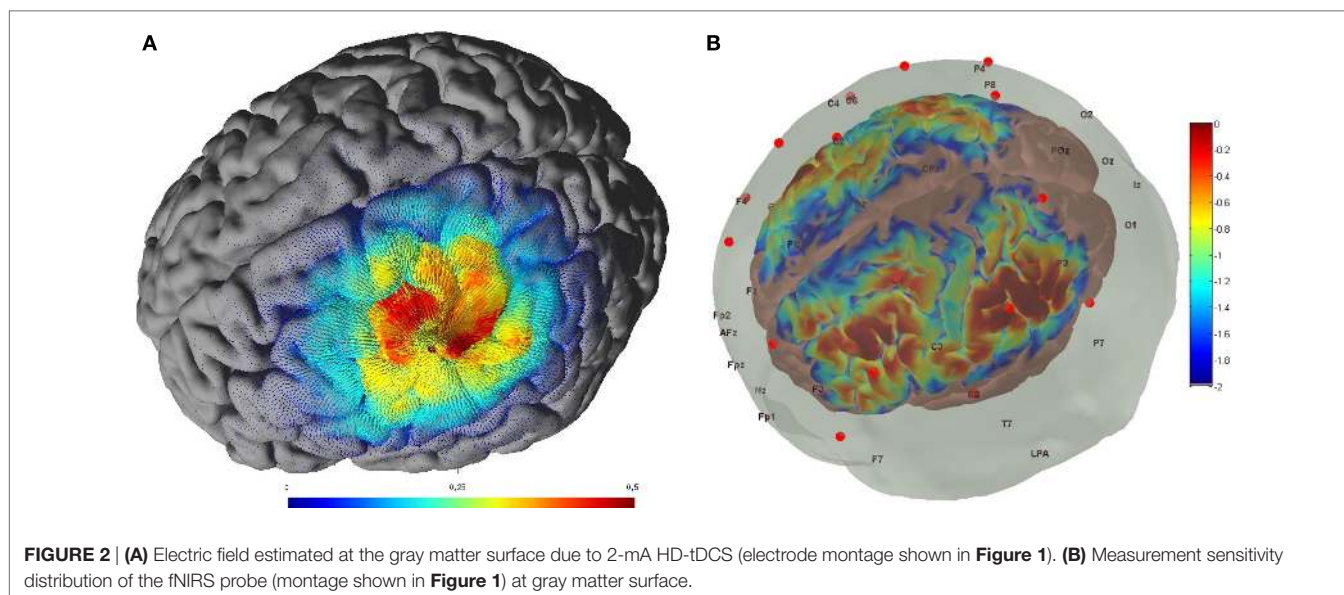 A
B
P4
P8
C4 C6
O2
POz
Oz
Iz
F4
O1
P3
Fp2
AFz
Fpz
P7
Nz
C3
F3
Fp1
T7
F7
LPA
0
-0.2
-0.4
-0.6
-0.8
-1
-1.2
-1.4
-1.6
-1.8
-2
0,25
0,5
FIGURE 2 | (A) Electric field estimated at the gray matter surface due to 2-mA HD-tDCS (electrode montage shown in Figure 1). (B) Measurement sensitivity
distribution of the fNIRS probe (montage shown in Figure 1) at gray matter surface.